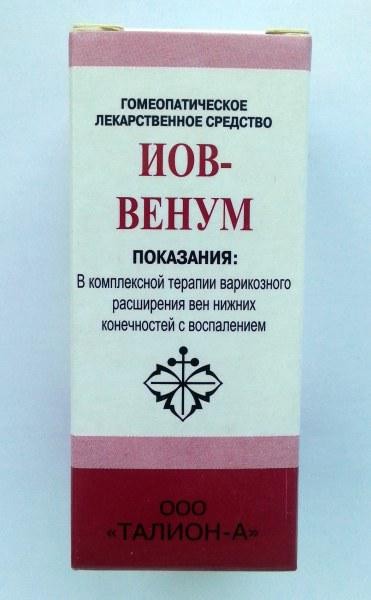 ГОМЕОПАТИЧЕСКОЕ
ЛЕКАРСТВЕННОЕ СРЕДСТВО
ИОВ-
ВЕНУМ
ПОКАЗАНИЯ:
В комплексной терапии варикозного
расширения вен нижних
конечностей с воспалением
ООО
«ТАЛИОН-А»